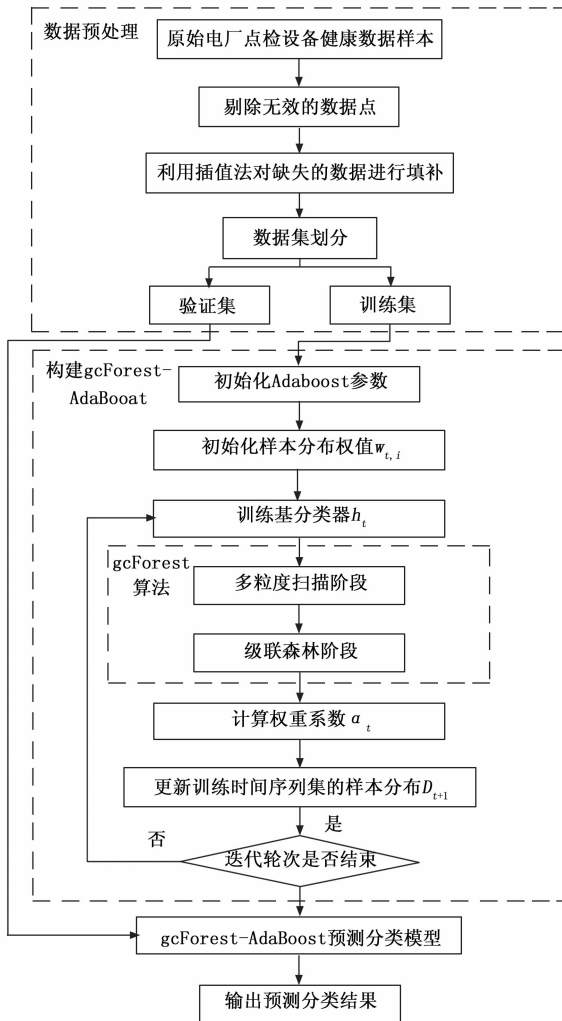 数据预处理
原始电厂点检设备健康数据样本
剔除无效的数据点
利用插值法对缺失的数据进行填补
数据集划分
验证集
训练集
构建gcForest-
AdaBooat
初始化Adaboost参数
初始化样本分布权值w_{t,i}
训练基分类器h_t
gcForest
算法
多粒度扫描阶段
级联森林阶段
计算权重系数α_t
更新训练时间序列集的样本分布D_{t+1}
是
否
迭代轮次是否结束
gcForest-AdaBoost预测分类模型
输出预测分类结果